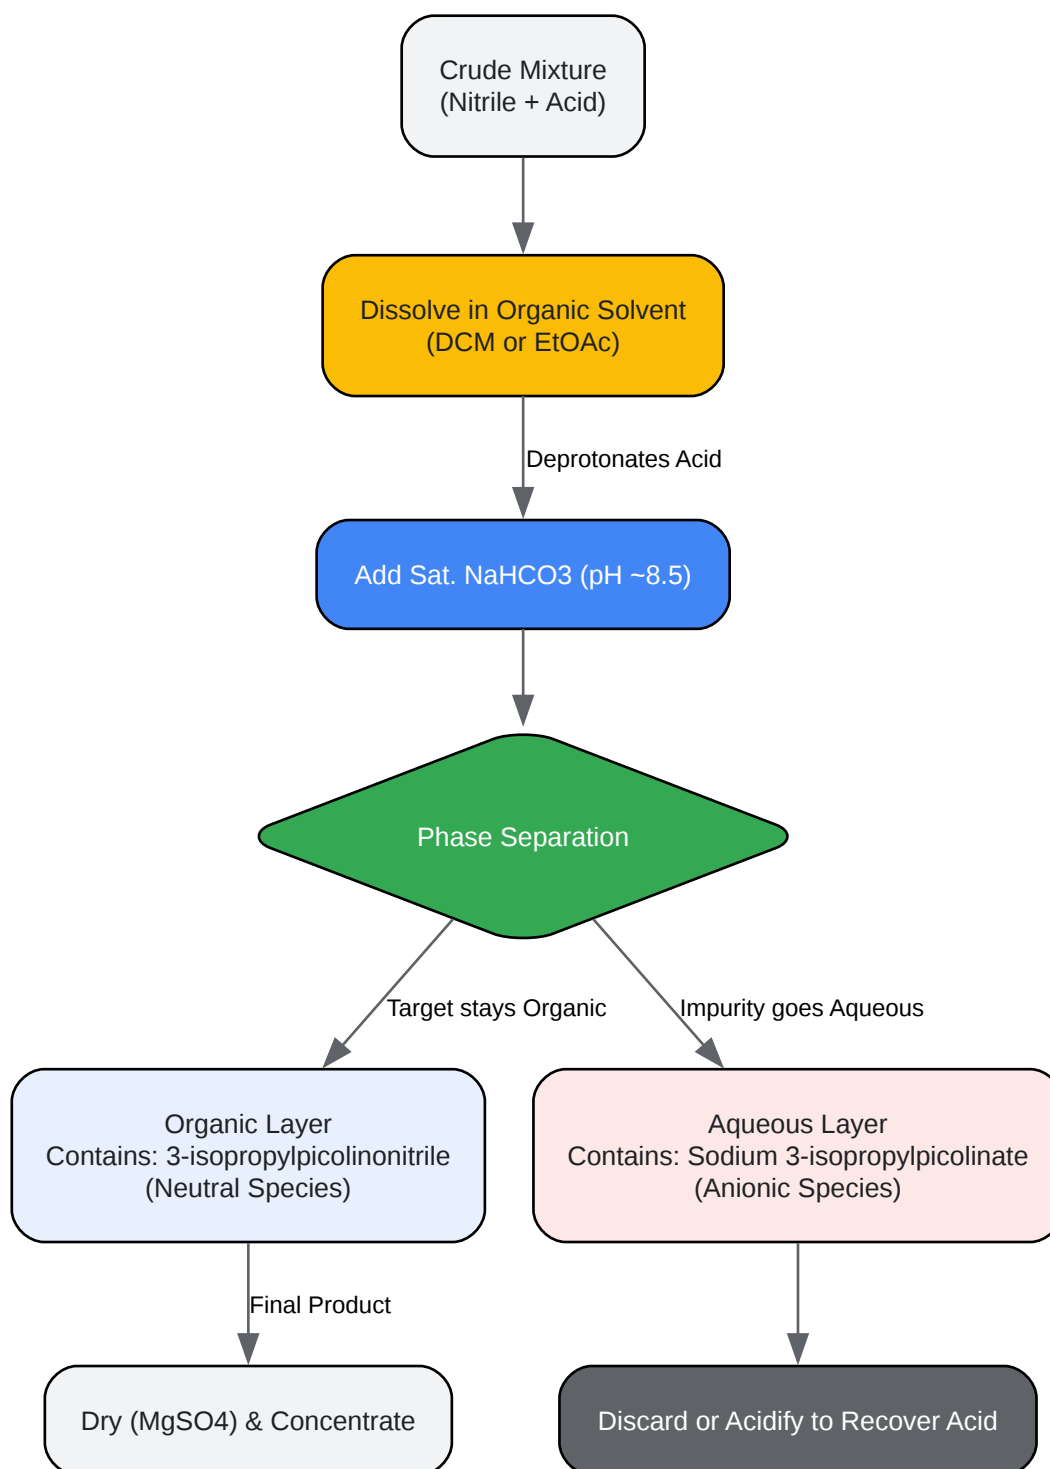 Crude Mixture
(Nitrile + Acid)
Dissolve in Organic Solvent
(DCM or EtOAc)
Deprotonates Acid
Add Sat. NaHCO3 (pH ~8.5)
Phase Separation
Target stays Organic
Impurity goes Aqueous
Organic Layer
Contains: 3-isopropylpicolinonitrile
(Neutral Species)
Aqueous Layer
Contains: Sodium 3-isopropylpicolinate
(Anionic Species)
Final Product
Dry (MgSO4) & Concentrate
Discard or Acidify to Recover Acid